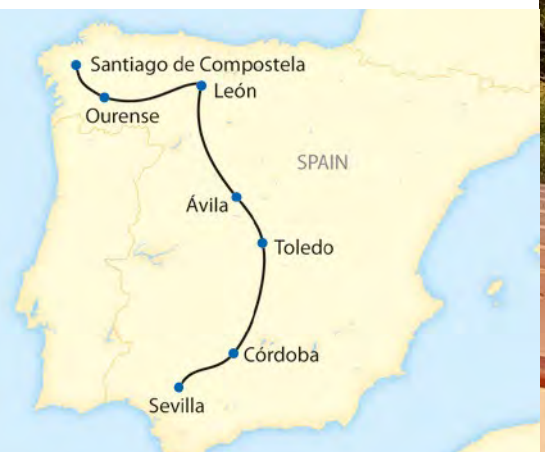 Santiago de Compostela
León
Ourense
SPAIN
Ávila
Toledo
Córdoba
Sevilla